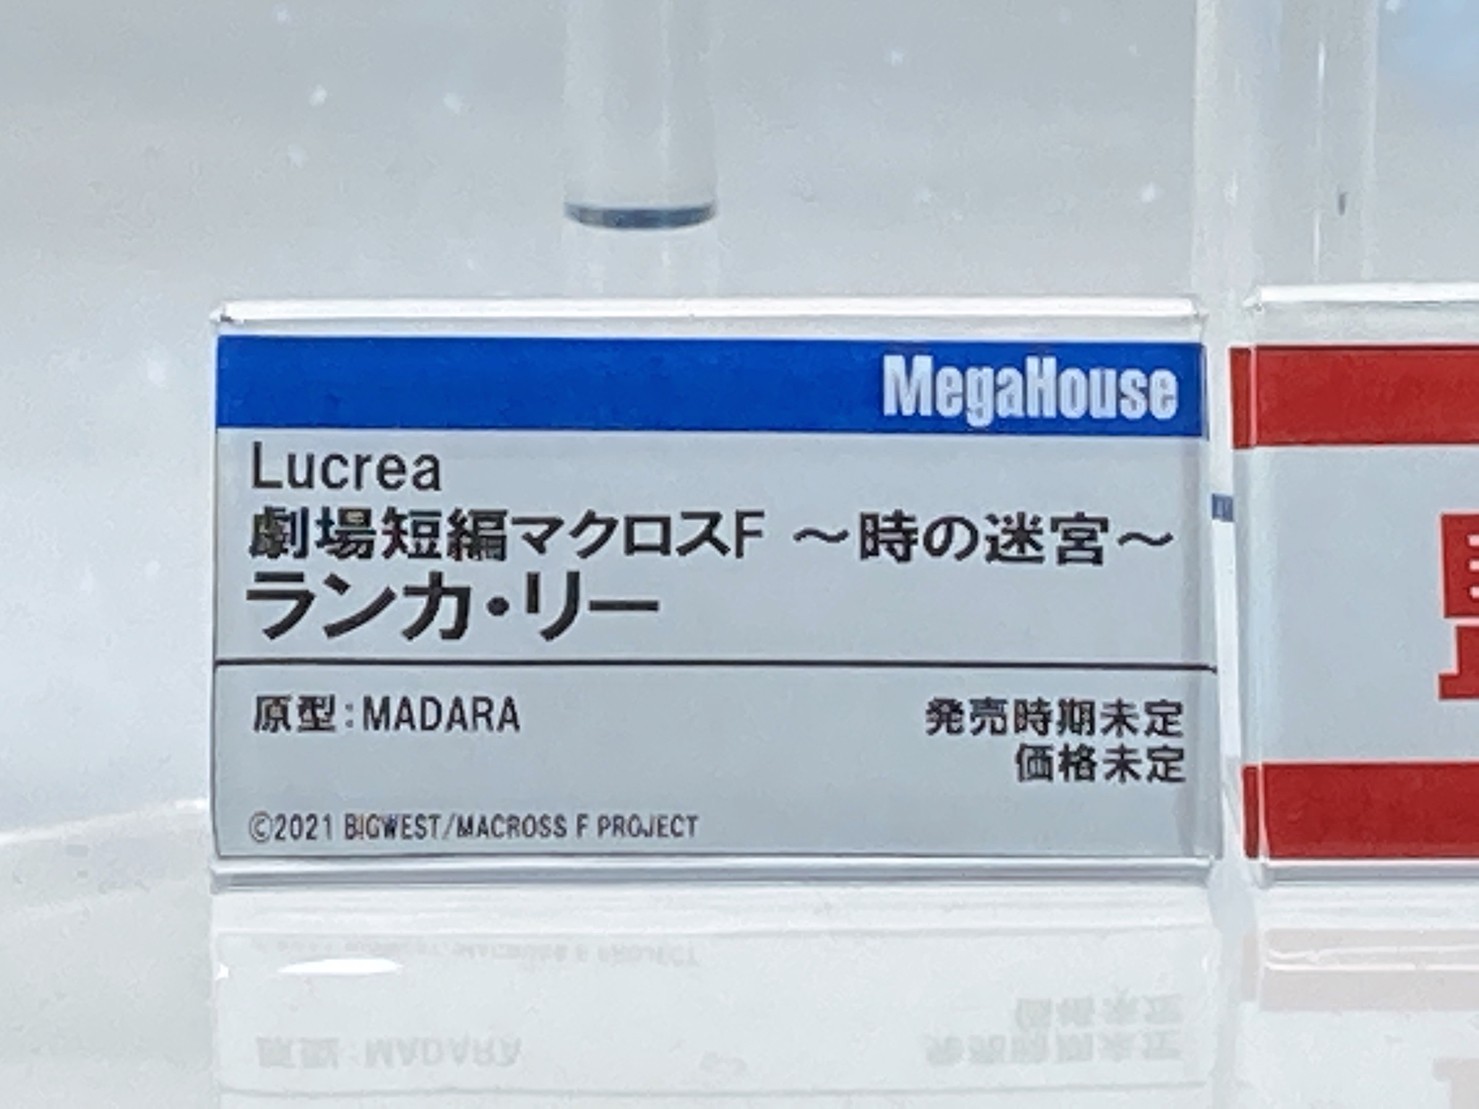 MegaHouse
Lucrea
劇場短編マクロスF ～時の迷宮～
ランカ・リー
原型:MADARA
発売時期未定
価格未定
©2021 BIGWEST/MACROSS F PROJECT